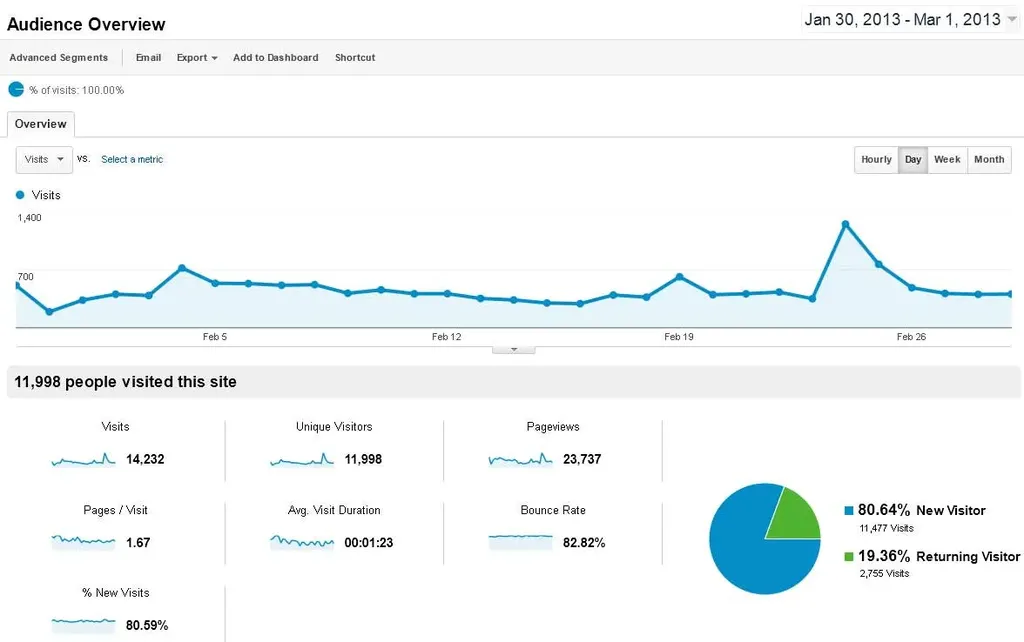 Audience Overview
Jan 30, 2013 - Mar 1, 2013
Advanced Segments Email Export Add to Dashboard Shortcut
% of visits: 100.00%
Overview
Visits VS. Select a metric
Hourly Day Week Month
Visits
1,400
700
Feb 5 Feb 12 Feb 19 Feb 26
11,998 people visited this site
Visits
14,232
Unique Visitors
11,998
Pageviews
23,737
Pages / Visit
1.67
Avg. Visit Duration
00:01:23
Bounce Rate
82.82%
% New Visits
80.59%
80.64% New Visitor
11,477 Visits
19.36% Returning Visitor
2,755 Visits